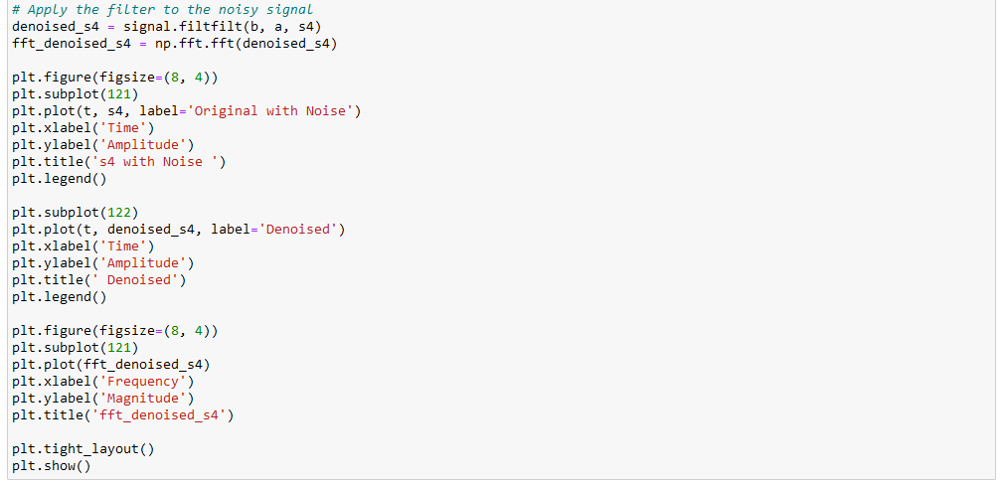 # Apply the filter to the noisy signal
denoised_s4 = signal.filtfilt(b, a, s4)
fft_denoised_s4 = np.fft.fft(denoised_s4)

plt.figure(figsize=(8, 4))
plt.subplot(121)
plt.plot(t, s4, label='Original with Noise')
plt.xlabel('Time')
plt.ylabel('Amplitude')
plt.title('s4 with Noise ')
plt.legend()

plt.subplot(122)
plt.plot(t, denoised_s4, label='Denoised')
plt.xlabel('Time')
plt.ylabel('Amplitude')
plt.title(' Denoised')
plt.legend()

plt.figure(figsize=(8, 4))
plt.subplot(121)
plt.plot(fft_denoised_s4)
plt.xlabel('Frequency')
plt.ylabel('Magnitude')
plt.title('fft_denoised_s4')

plt.tight_layout()
plt.show()